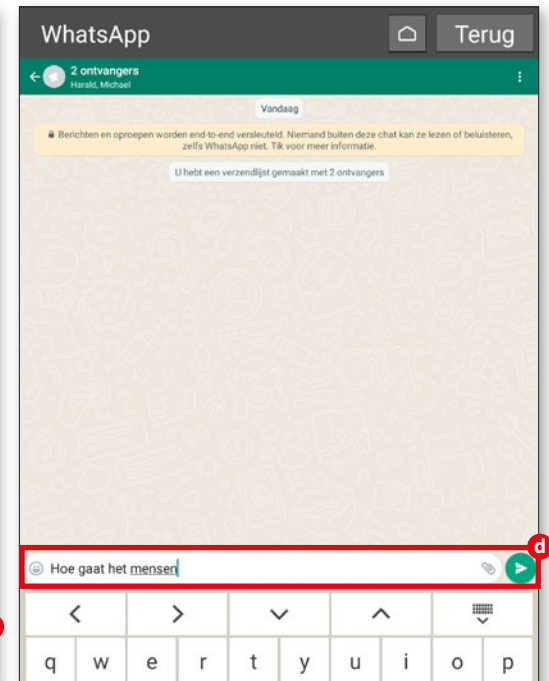 WhatsApp
Terug
2 ontvangers
Harald, Michael
Vandaag
Berichten en oproepen worden end-to-end versleuteld. Niemand buiten deze chat kan ze lezen of beluisteren,
zelfs WhatsApp niet. Tik voor meer informatie.
U hebt een verzendlijst gemaakt met 2 ontvangers
d
Hoe gaat het mensen
q w e r t y u i o p